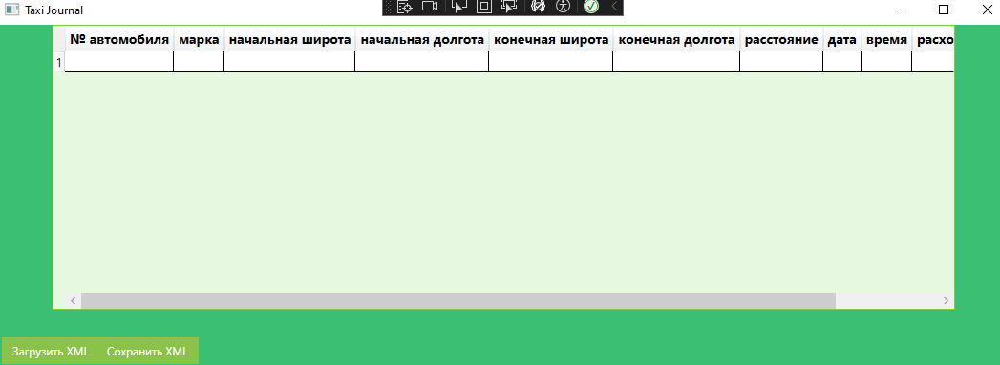 Taxi Journal
№ автомобиля марка начальная широта начальная долгота конечная широта конечная долгота расстояние дата время расхо
1
Загрузить XML Сохранить XML